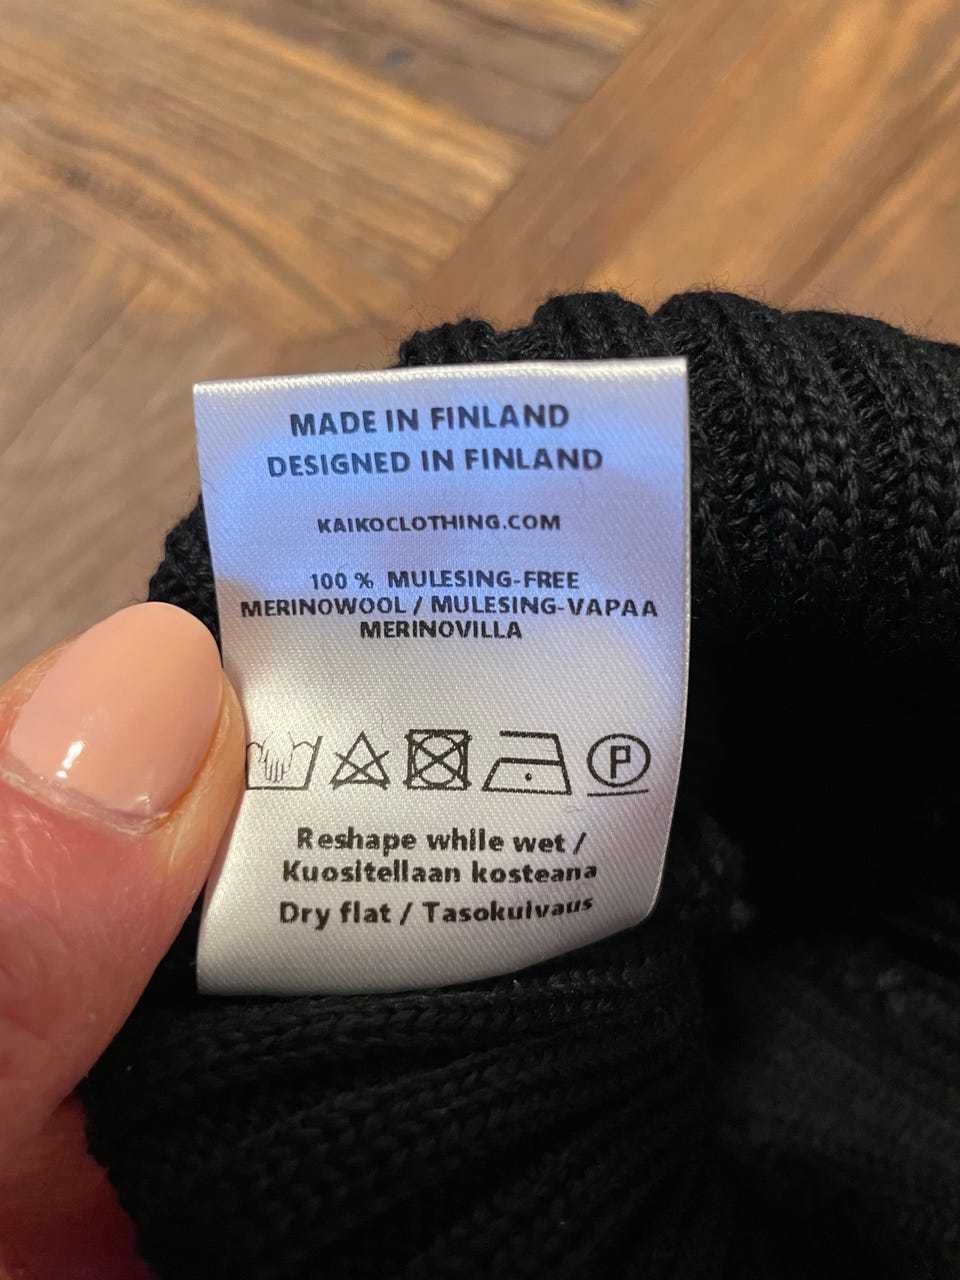 MADE IN FINLAND
DESIGNED IN FINLAND
KAIKOCLOTHING.COM
100 % MULESING-FREE
MERINOWOOL / MULESING-VAPAA
MERINOVILLA
P
Reshape while wet /
Kuositellaan kosteana
Dry flat / Tasokuivaus